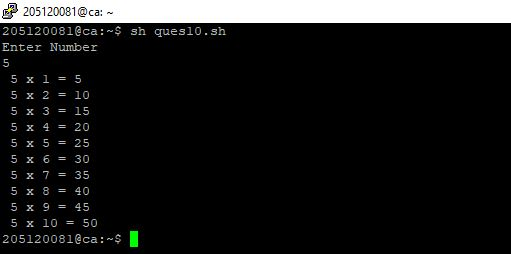 205120081@ca: ~
205120081@ca:~$ sh ques10.sh
Enter Number
5
5 x 1 = 5
5 x 2 = 10
5 x 3 = 15
5 x 4 = 20
5 x 5 = 25
5 x 6 = 30
5 x 7 = 35
5 x 8 = 40
5 x 9 = 45
5 x 10 = 50
205120081@ca:~$